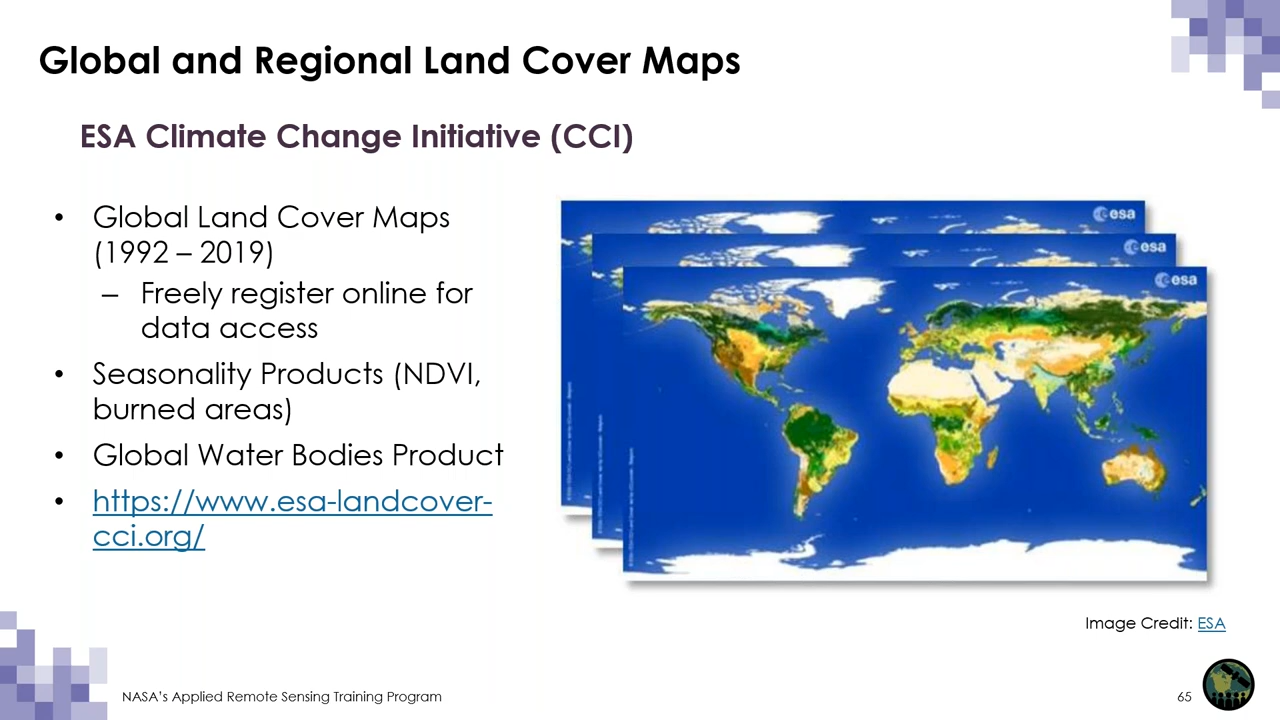 Global and Regional Land Cover Maps
ESA Climate Change Initiative (CCI)
• Global Land Cover Maps
(1992 – 2019)
– Freely register online for
data access
• Seasonality Products (NDVI,
burned areas)
• Global Water Bodies Product
• https://www.esa-landcover-
cci.org/
esa
esa
esa
Image Credit: ESA
NASA's Applied Remote Sensing Training Program
65